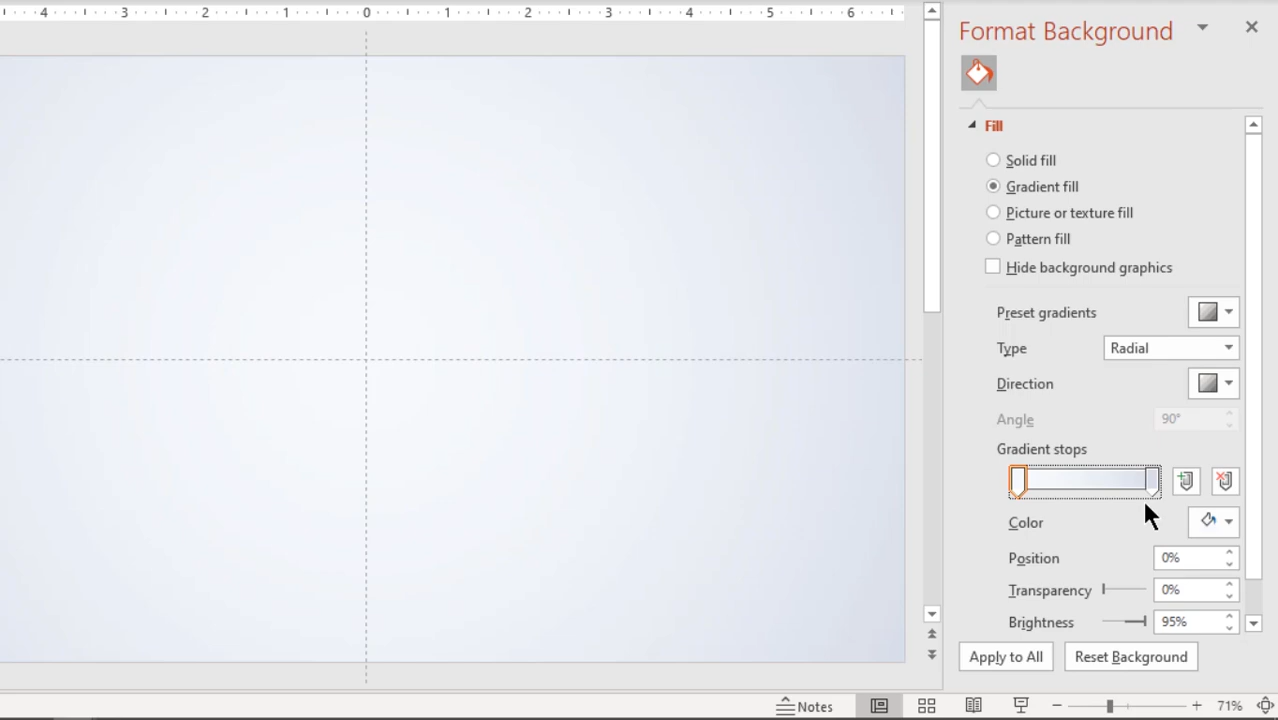 4 3 2 1 0 1 2 3 4 5 6
Format Background
Fill
Solid fill
Gradient fill
Picture or texture fill
Pattern fill
Hide background graphics
Preset gradients
Type Radial
Direction
Angle 90°
Gradient stops
Color
Position 0%
Transparency 0%
Brightness 95%
Apply to All Reset Background
Notes 71%